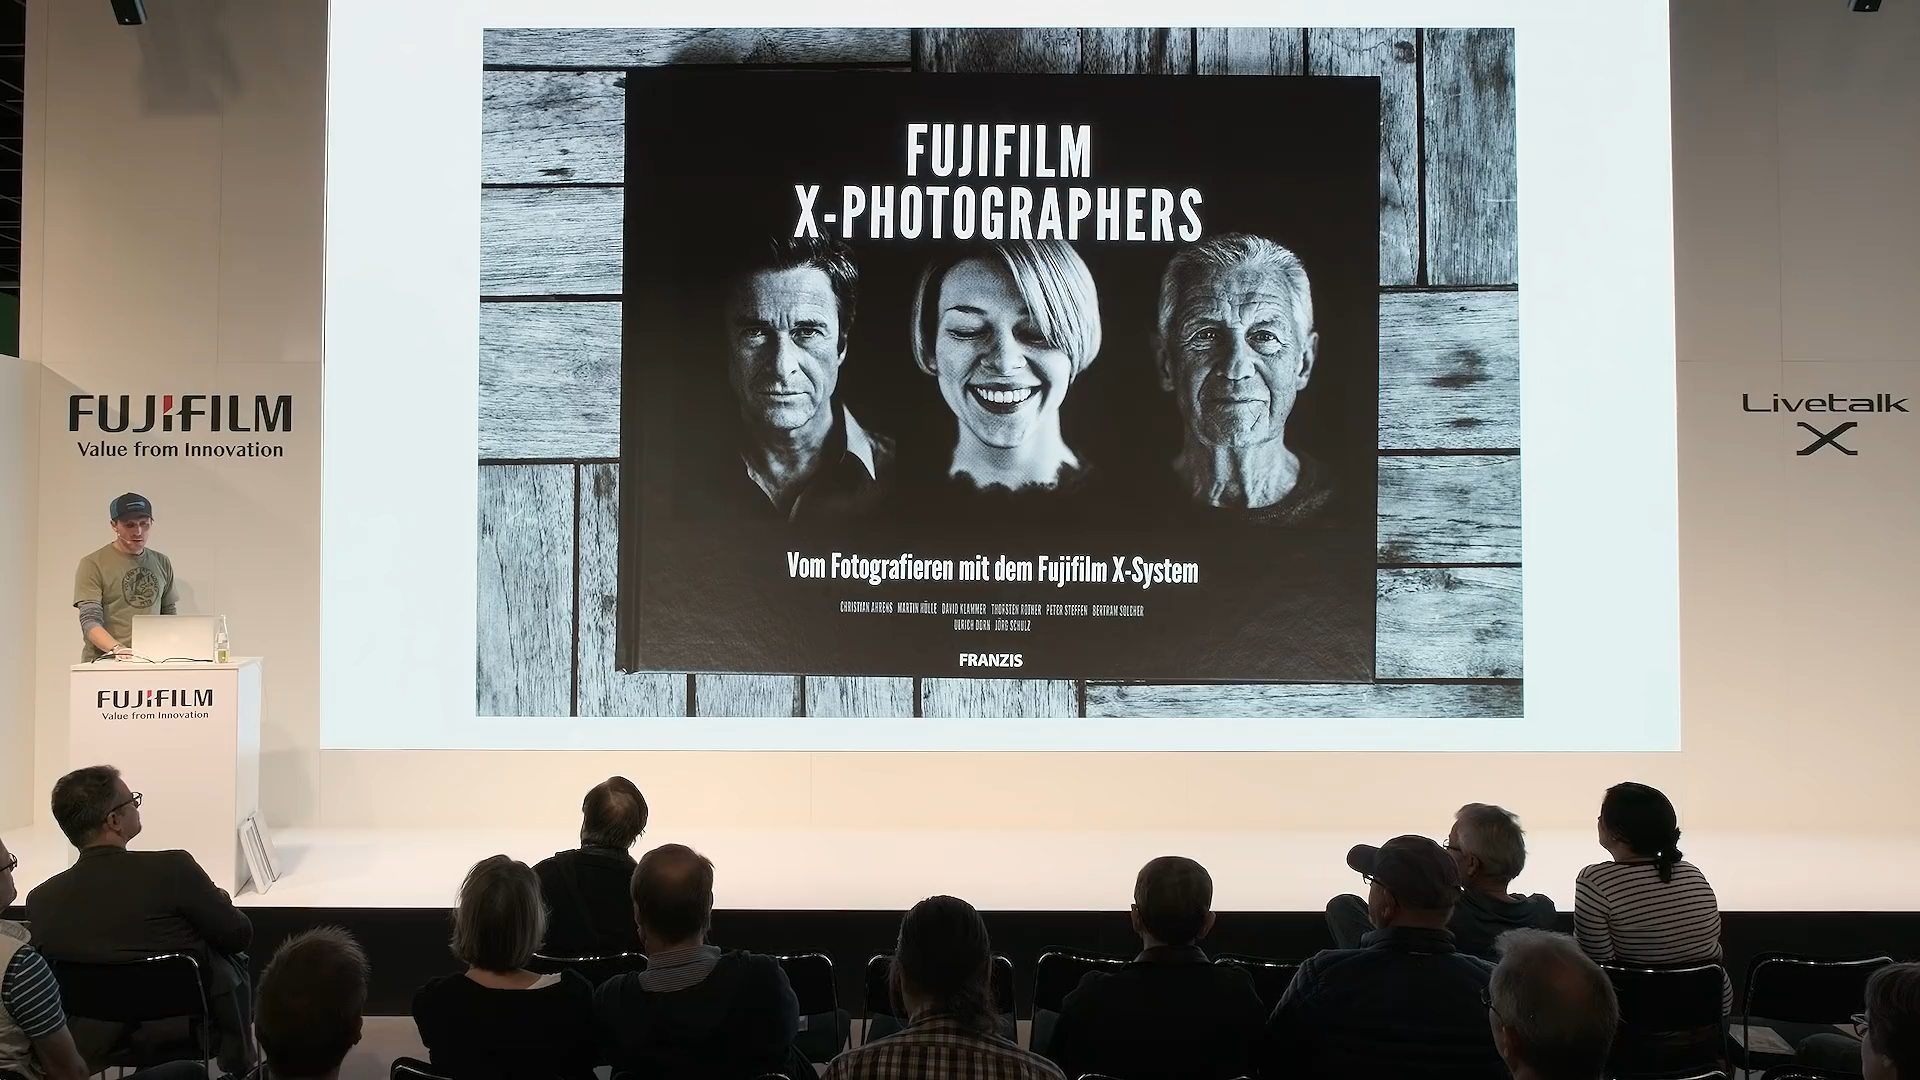 FUJIFILM
X-PHOTOGRAPHERS
Vom Fotografieren mit dem Fujifilm X-System
CHRISTIAN AHRENS MARTIN HÜLLE DAVID KLAMMER THORSTEN ROTHER PETER STEFFEN BERTRAM SOLCHER
ULRICH DORN JÖRG SCHULZ
FRANZIS
FUJIFILM
Value from Innovation
Livetalk
X
FUJIFILM
Value from Innovation